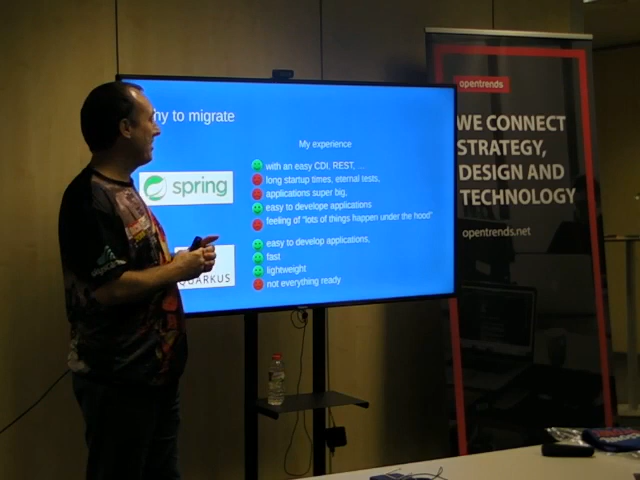 hy to migrate
My experience
spring
with an easy CDI, REST, ...
long startup times, eternal tests,
applications super big,
easy to develope applications
feeling of "lots of things happen under the hood"
QUARKUS
easy to develop applications,
fast
lightweight
not everything ready
opentrends
WE CONNECT
STRATEGY,
DESIGN AND
TECHNOLOGY
opentrends.net